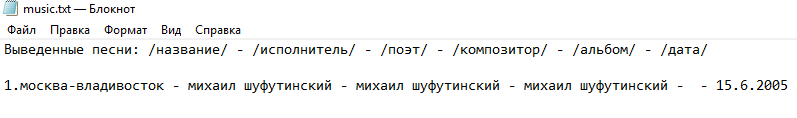 music.txt — Блокнот
Файл Правка Формат Вид Справка
Выведенные песни: /название/ - /исполнитель/ - /поэт/ - /композитор/ - /альбом/ - /дата/
1.москва-владивосток - михаил шуфутинский - михаил шуфутинский - михаил шуфутинский -  - 15.6.2005